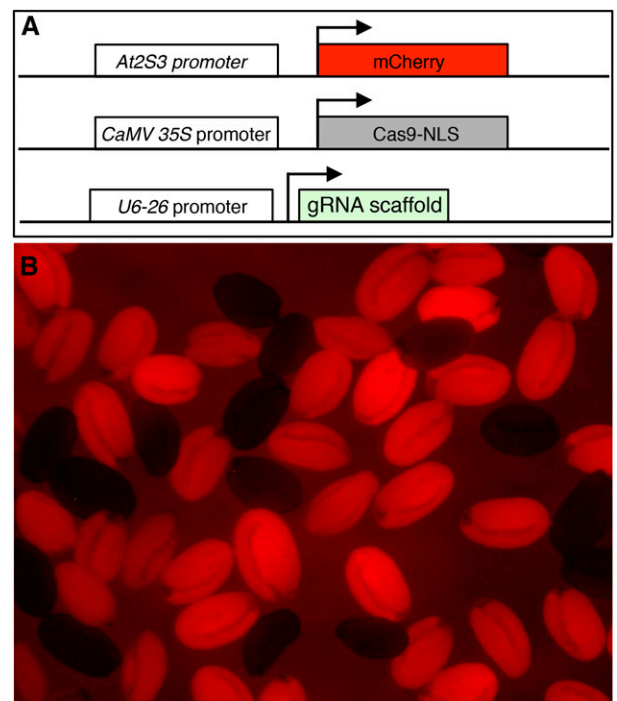 A
At2S3 promoter mCherry
CaMV 35S promoter Cas9-NLS
U6-26 promoter gRNA scaffold
B